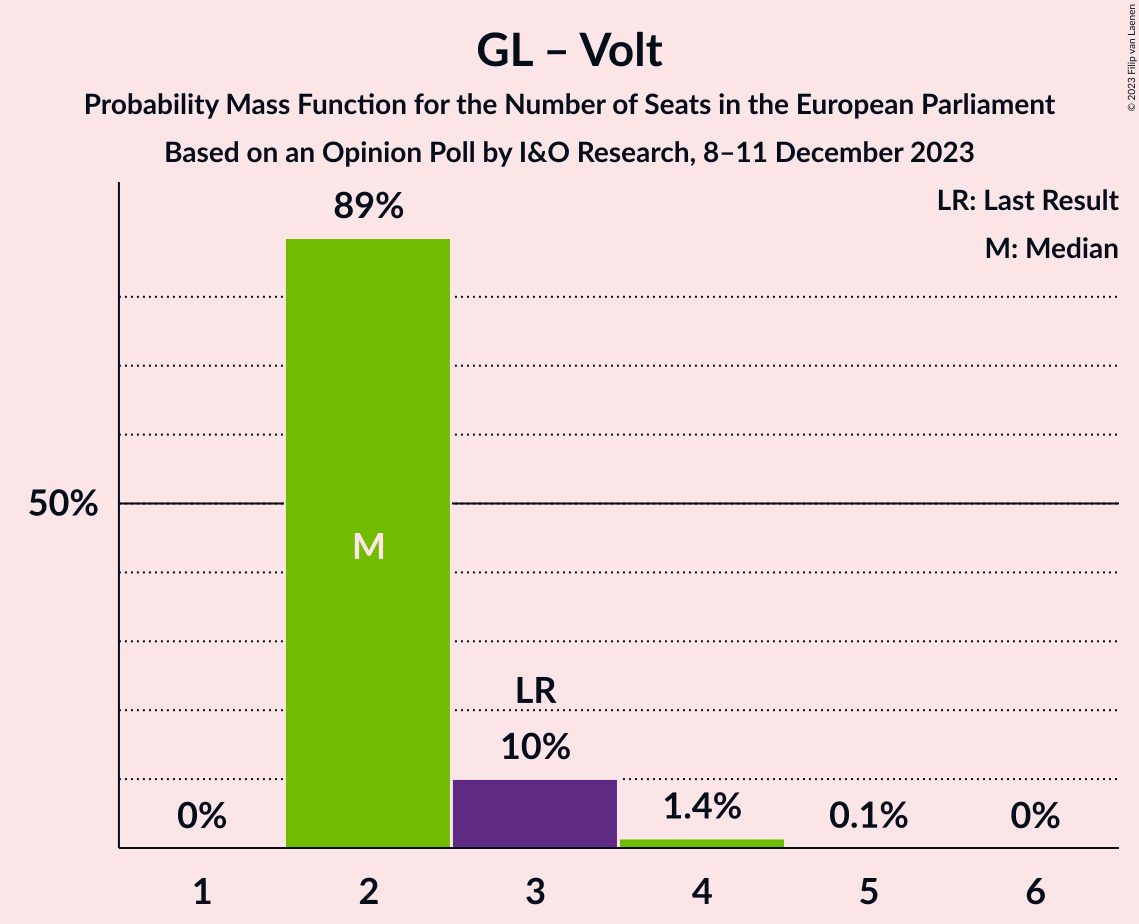 GL – Volt
Probability Mass Function for the Number of Seats in the European Parliament
Based on an Opinion Poll by I&O Research, 8–11 December 2023
© 2023 Filip van Laenen
LR: Last Result
M: Median
89%
50%
M
LR
10%
0%
1.4%
0.1%
0%
1 2 3 4 5 6